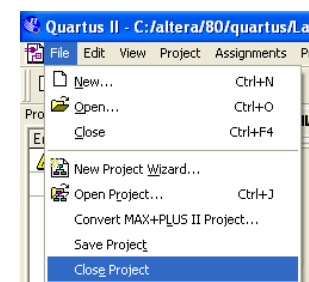 Quartus II - C:/altera/80/quartus/La
File Edit View Project Assignments P
New... Ctrl+N
Open... Ctrl+O
Close Ctrl+F4
New Project Wizard...
Open Project... Ctrl+J
Convert MAX+PLUS II Project...
Save Project
Close Project